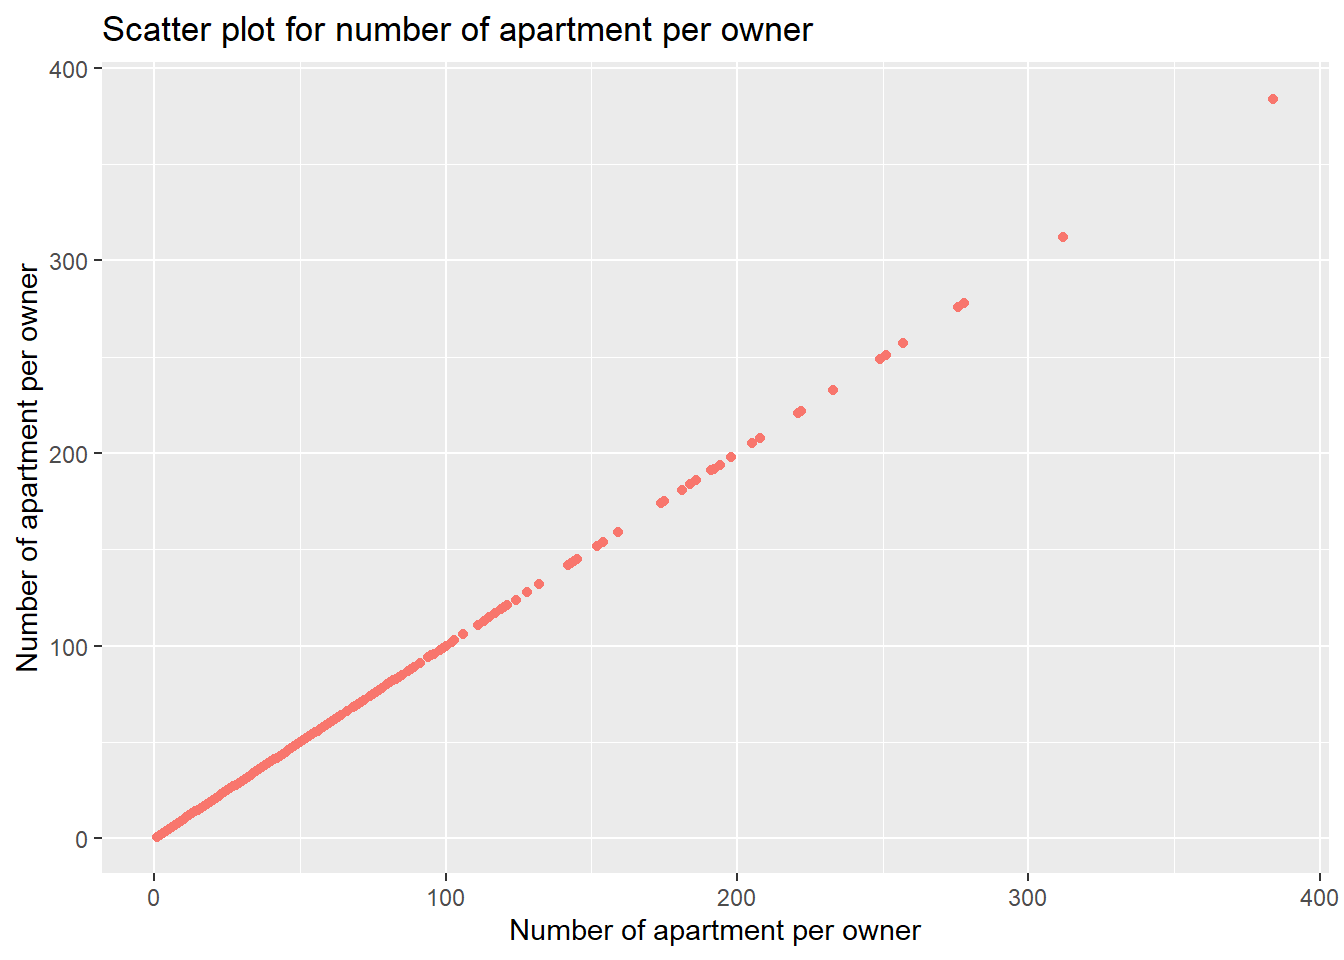 Scatter plot for number of apartment per owner
Number of apartment per owner
400
300
200
100
0
0 100 200 300 400
Number of apartment per owner